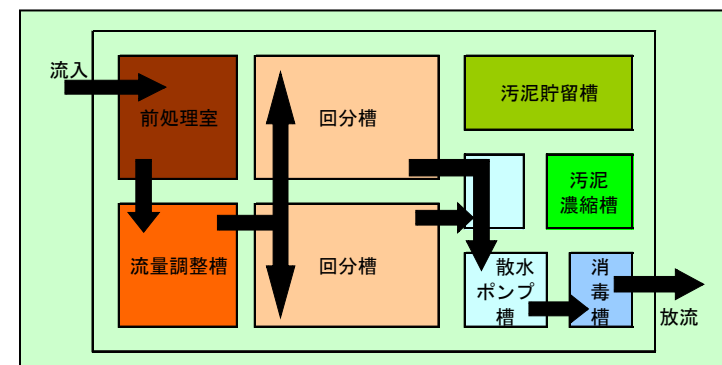 流入
前処理室
回分槽
汚泥貯留槽
汚泥
濃縮槽
流量調整槽
回分槽
散水
ポンプ
槽
消
毒
槽
放流